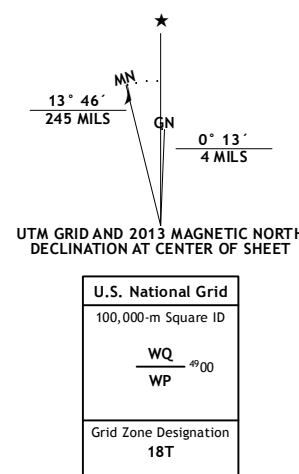 ★
MN
13° 46´
245 MILS
GN
0° 13´
4 MILS
UTM GRID AND 2013 MAGNETIC NORTH
DECLINATION AT CENTER OF SHEET
U.S. National Grid
100,000-m Square ID
WQ
4900
WP
Grid Zone Designation
18T